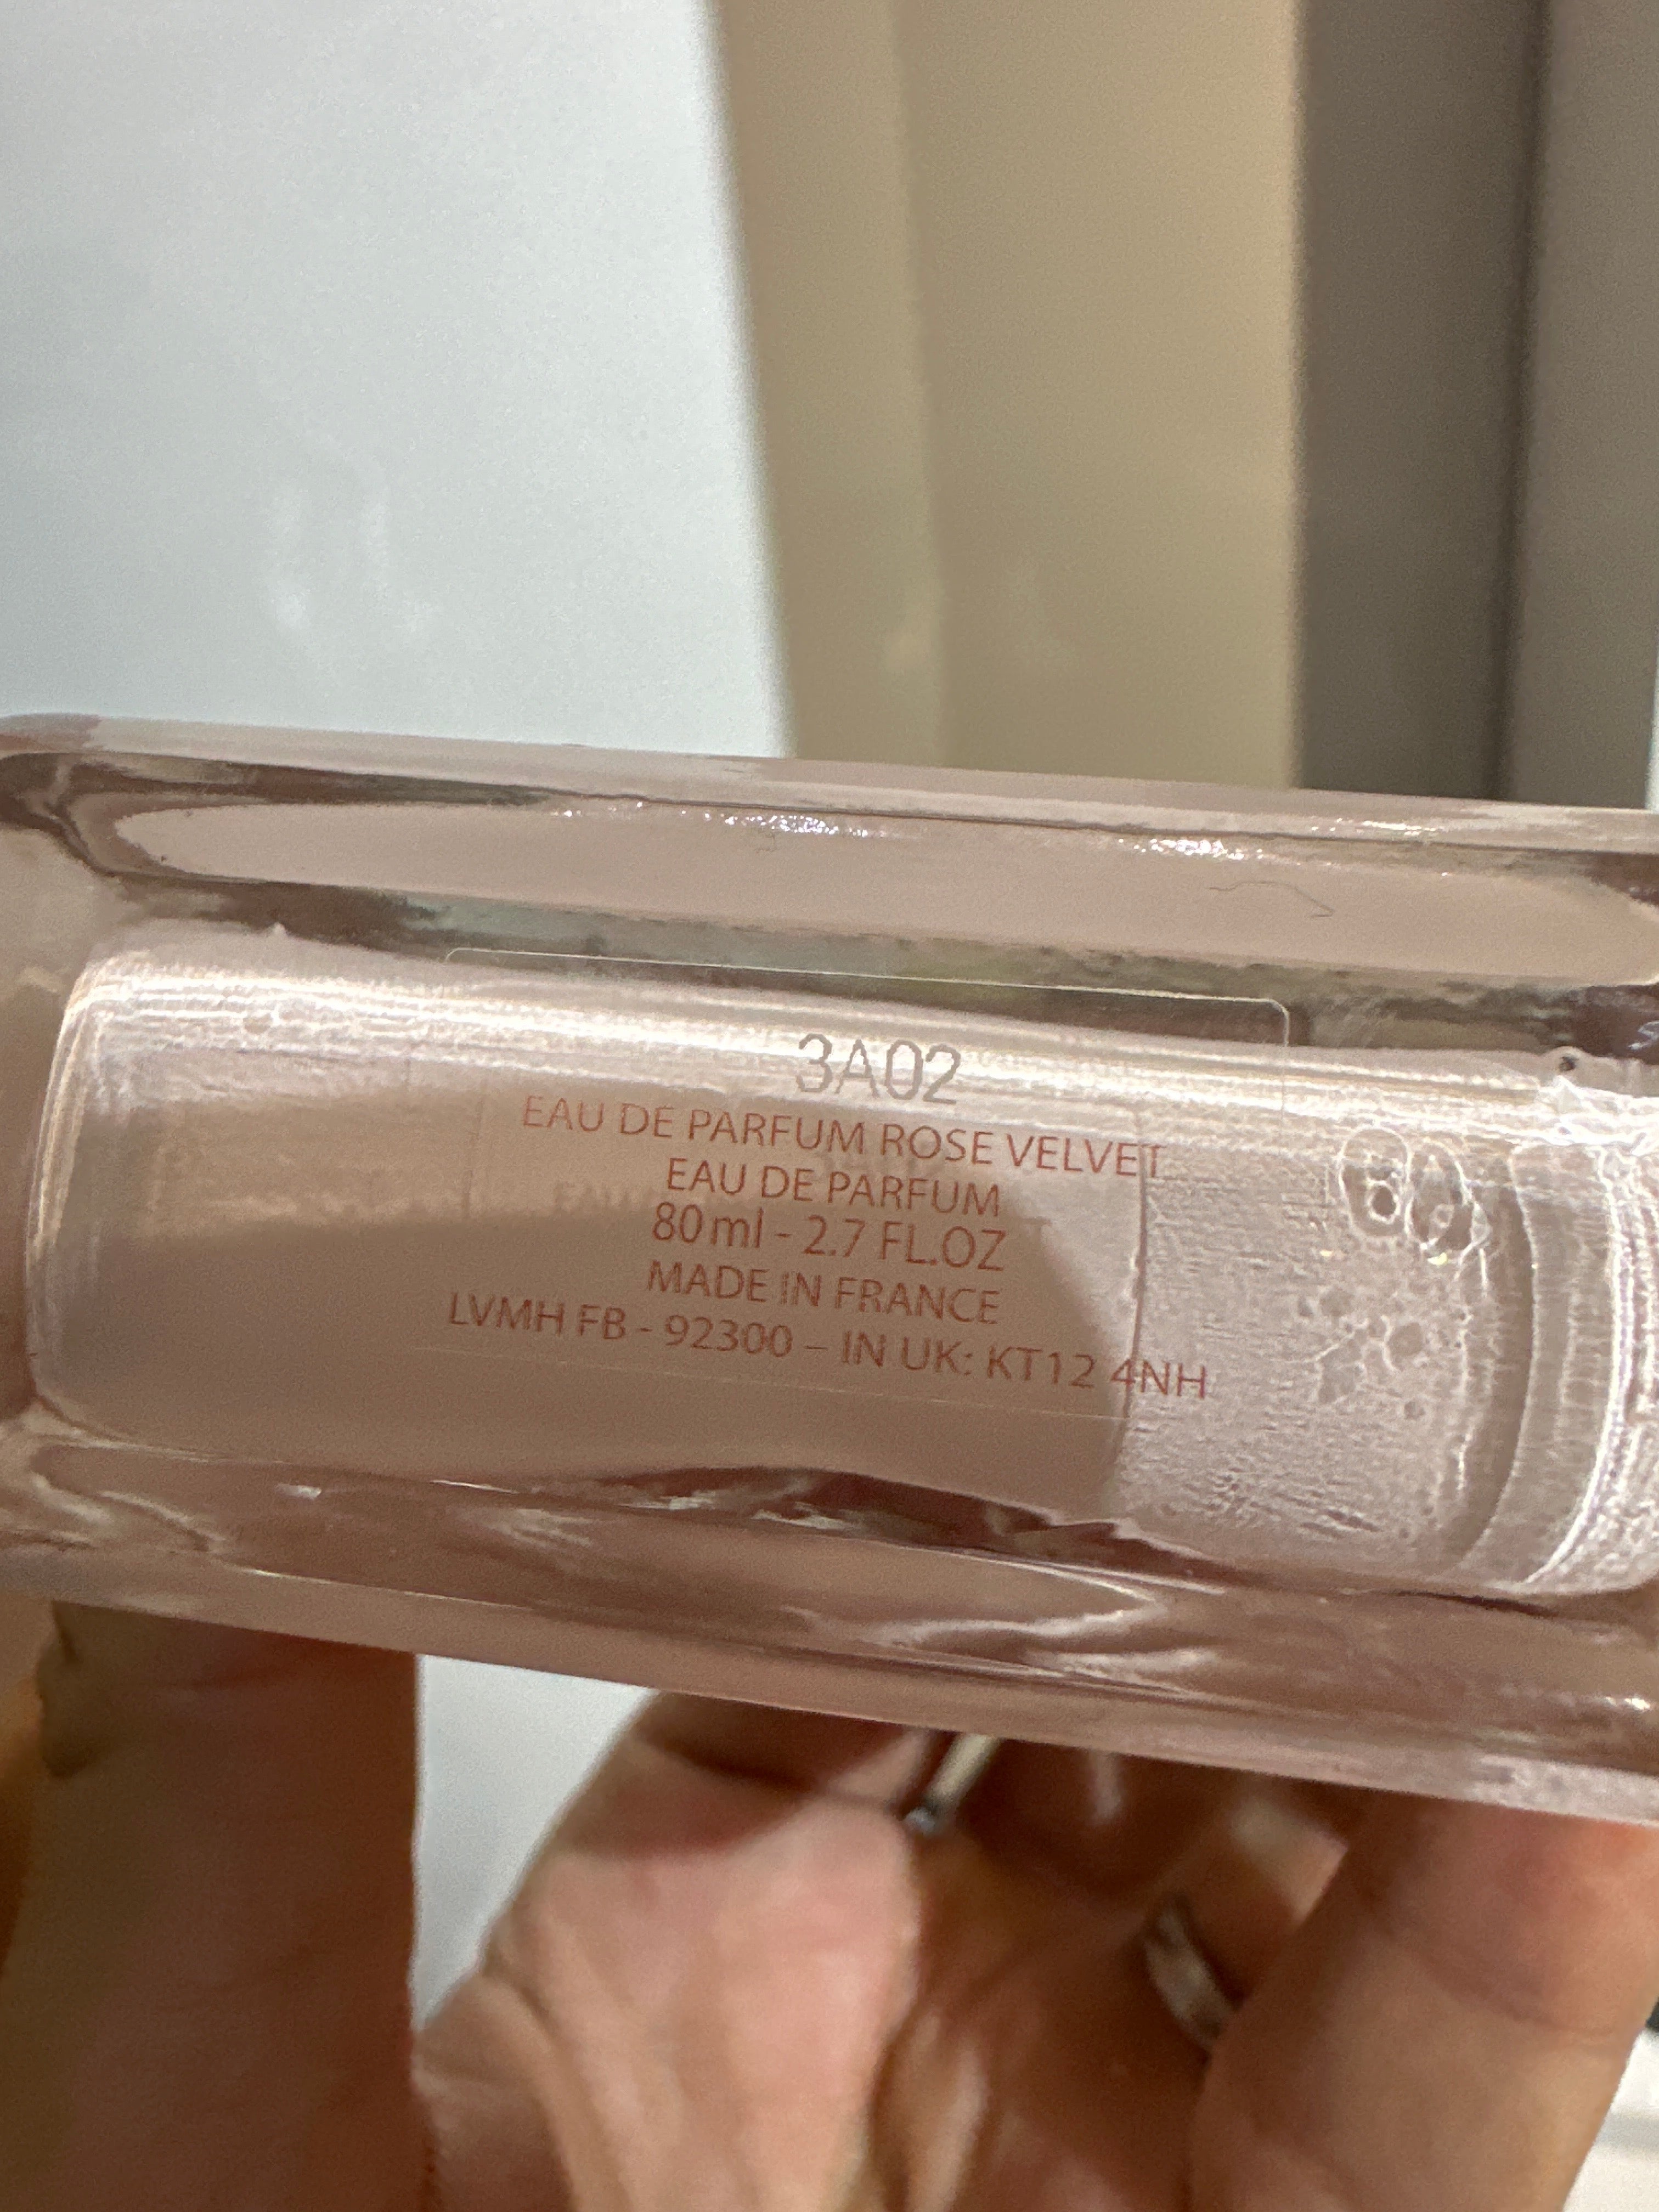 3A02
EAU DE PARFUM ROSE VELVET
EAU DE PARFUM
80ml - 2.7 FL.OZ
MADE IN FRANCE
LVMH FB - 92300 – IN UK: KT12 4NH